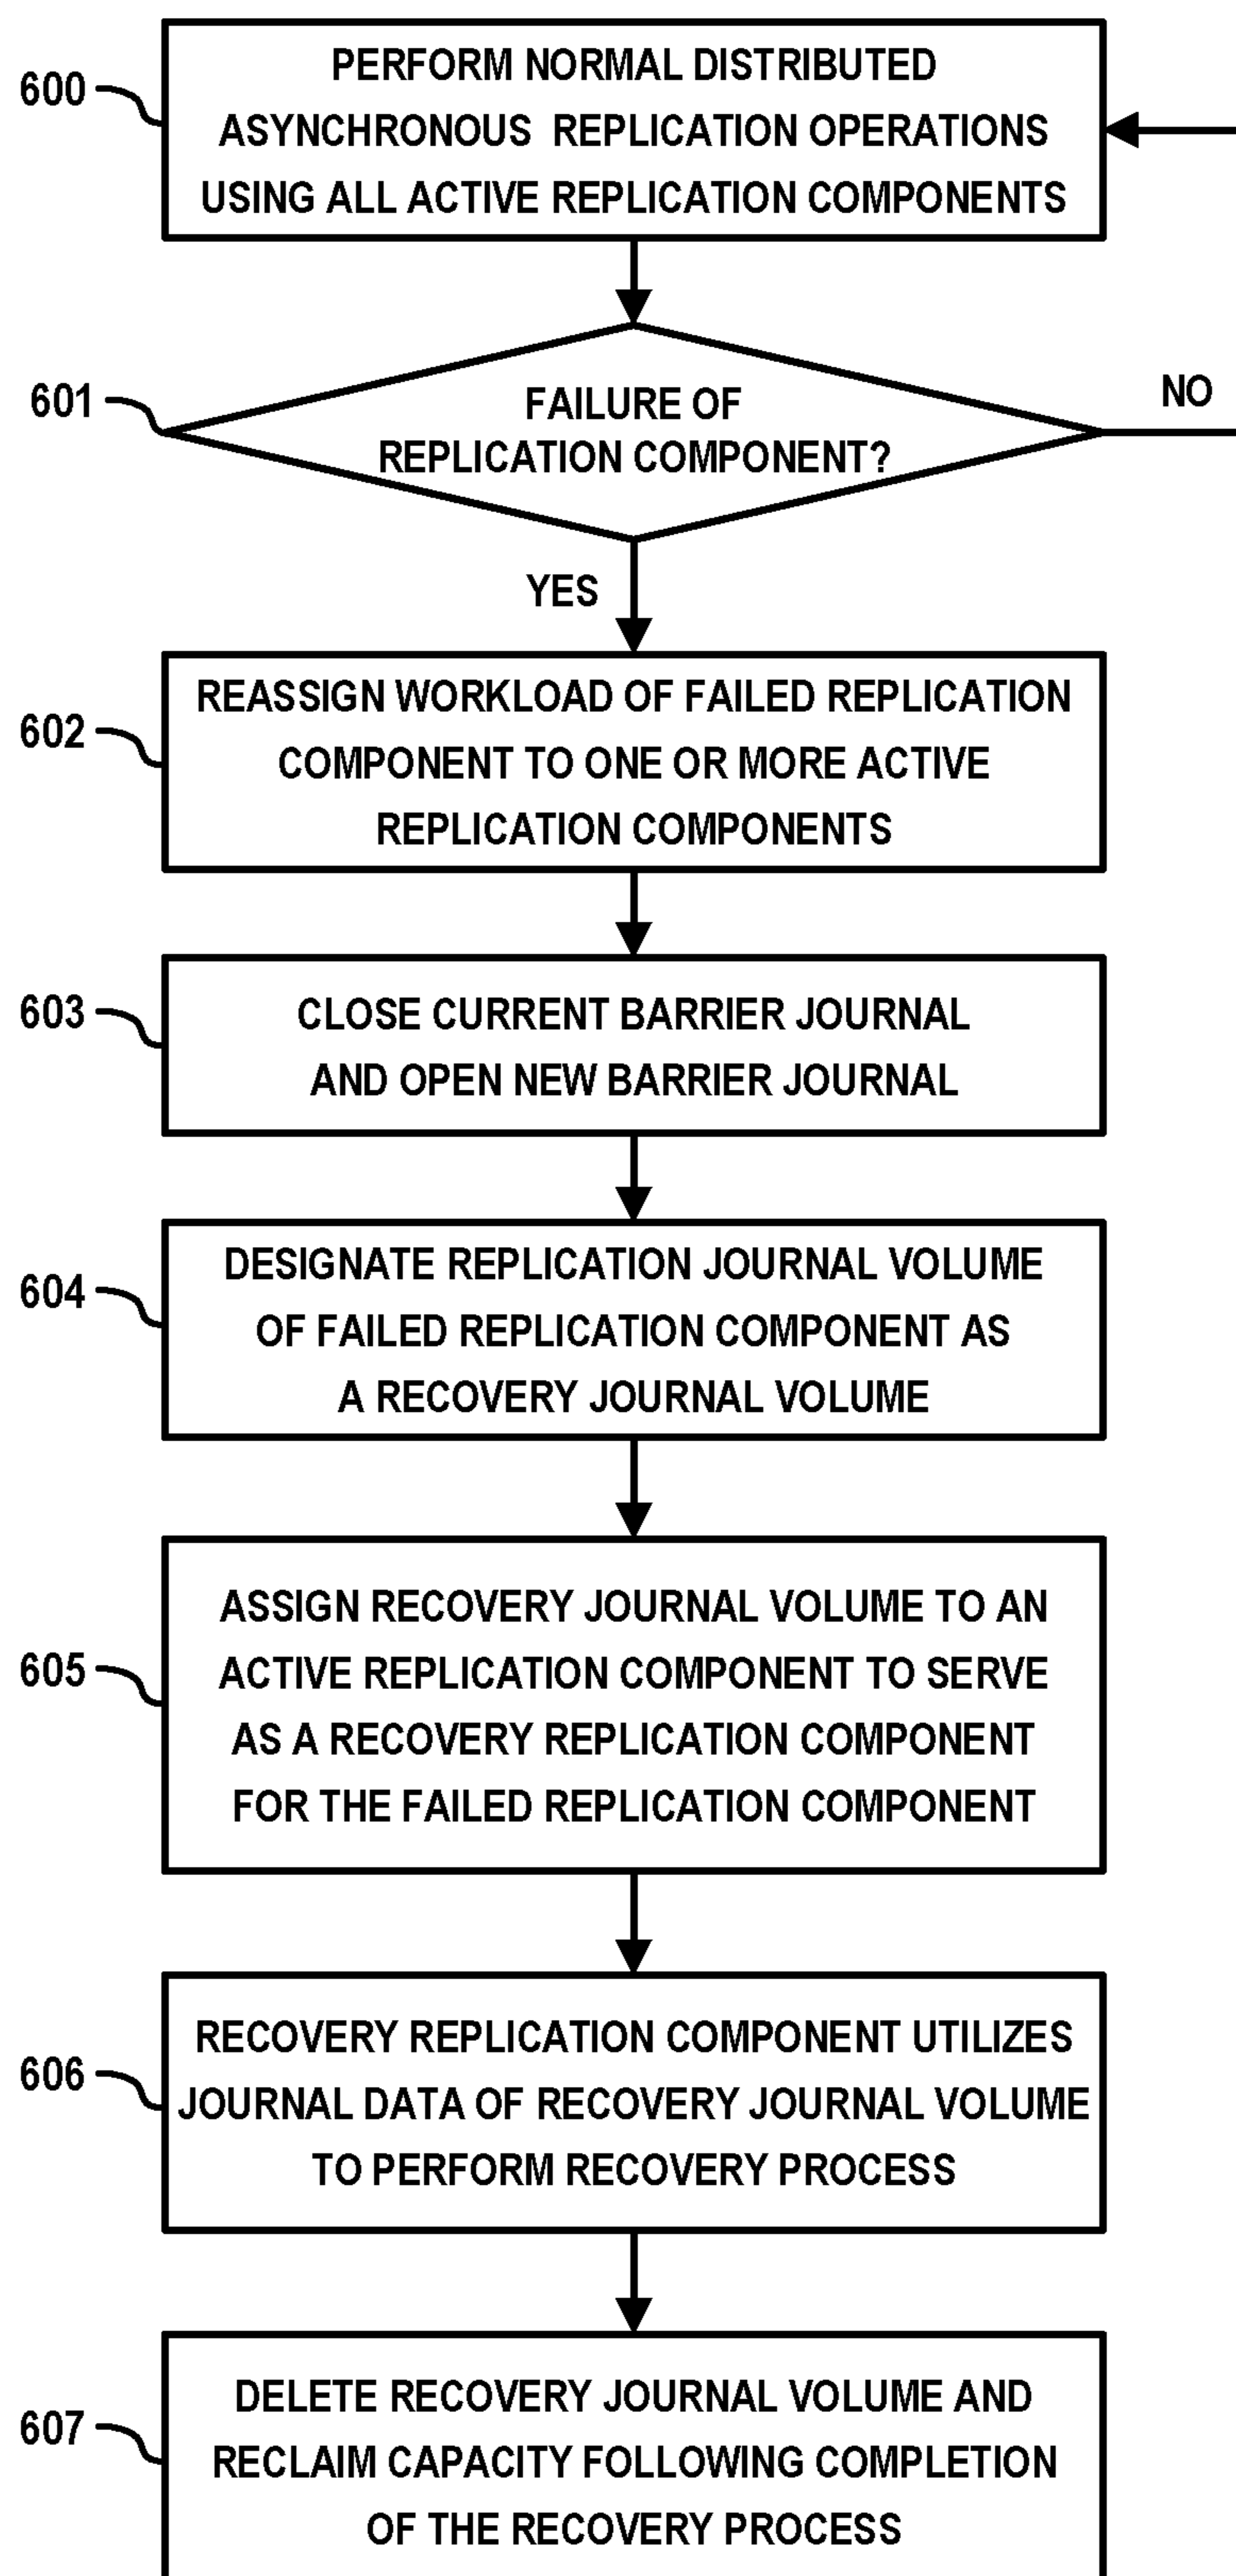 600
PERFORM NORMAL DISTRIBUTED
ASYNCHRONOUS REPLICATION OPERATIONS
USING ALL ACTIVE REPLICATION COMPONENTS
601
FAILURE OF
REPLICATION COMPONENT?
NO
YES
602
REASSIGN WORKLOAD OF FAILED REPLICATION
COMPONENT TO ONE OR MORE ACTIVE
REPLICATION COMPONENTS
603
CLOSE CURRENT BARRIER JOURNAL
AND OPEN NEW BARRIER JOURNAL
604
DESIGNATE REPLICATION JOURNAL VOLUME
OF FAILED REPLICATION COMPONENT AS
A RECOVERY JOURNAL VOLUME
605
ASSIGN RECOVERY JOURNAL VOLUME TO AN
ACTIVE REPLICATION COMPONENT TO SERVE
AS A RECOVERY REPLICATION COMPONENT
FOR THE FAILED REPLICATION COMPONENT
606
RECOVERY REPLICATION COMPONENT UTILIZES
JOURNAL DATA OF RECOVERY JOURNAL VOLUME
TO PERFORM RECOVERY PROCESS
607
DELETE RECOVERY JOURNAL VOLUME AND
RECLAIM CAPACITY FOLLOWING COMPLETION
OF THE RECOVERY PROCESS